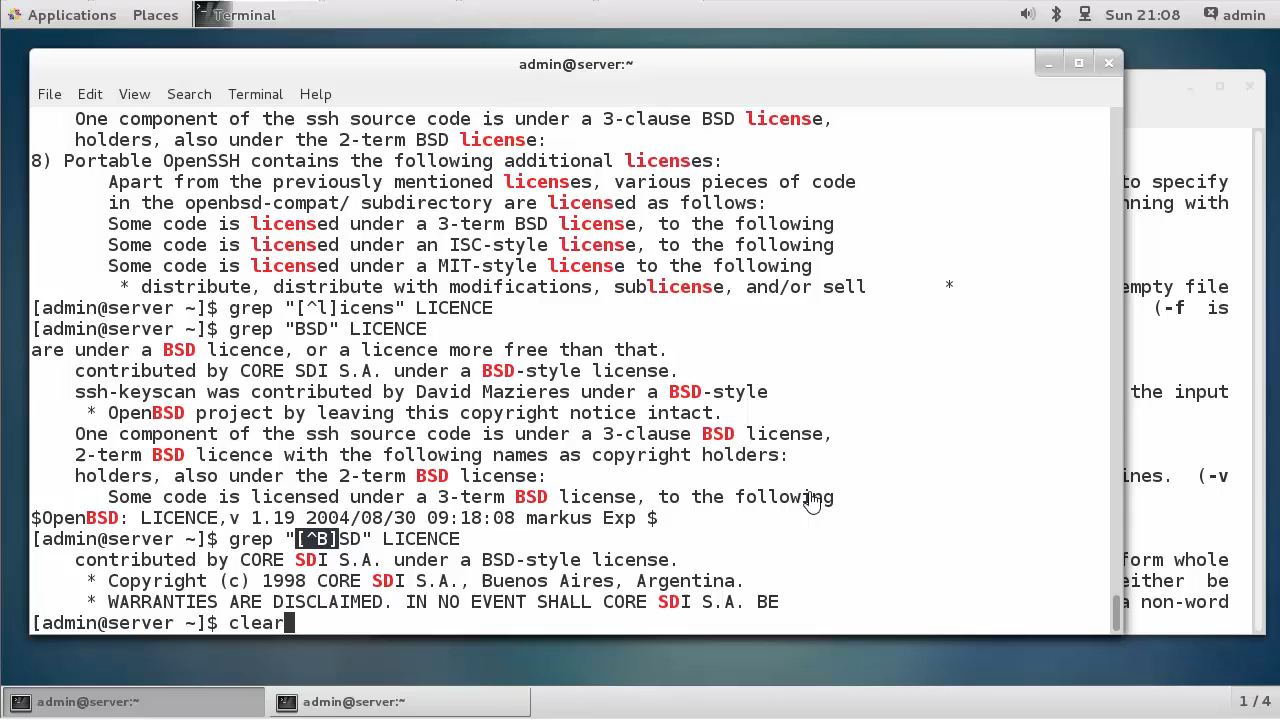 Applications Places Terminal Sun 21:08 admin
admin@server:~
File Edit View Search Terminal Help
One component of the ssh source code is under a 3-clause BSD license,
holders, also under the 2-term BSD license:
8) Portable OpenSSH contains the following additional licenses:
Apart from the previously mentioned licenses, various pieces of code
to specify
in the openbsd-compat/ subdirectory are licensed as follows:
nning with
Some code is licensed under a 3-term BSD license, to the following
Some code is licensed under an ISC-style license, to the following
Some code is licensed under a MIT-style license to the following
* distribute, distribute with modifications, sublicense, and/or sell *
empty file
[admin@server ~]$ grep "[^l]icens" LICENCE
(-f is
[admin@server ~]$ grep "BSD" LICENCE
are under a BSD licence, or a licence more free than that.
contributed by CORE SDI S.A. under a BSD-style license.
ssh-keyscan was contributed by David Mazieres under a BSD-style
the input
* OpenBSD project by leaving this copyright notice intact.
One component of the ssh source code is under a 3-clause BSD license,
2-term BSD licence with the following names as copyright holders:
holders, also under the 2-term BSD license:
ines. (-v
Some code is licensed under a 3-term BSD license, to the following
$OpenBSD: LICENCE,v 1.19 2004/08/30 09:18:08 markus Exp $
[admin@server ~]$ grep "[^B]SD" LICENCE
contributed by CORE SDI S.A. under a BSD-style license.
form whole
* Copyright (c) 1998 CORE SDI S.A., Buenos Aires, Argentina.
either be
* WARRANTIES ARE DISCLAIMED. IN NO EVENT SHALL CORE SDI S.A. BE
a non-word
[admin@server ~]$ clear
admin@server:~ admin@server:~ 1 / 4